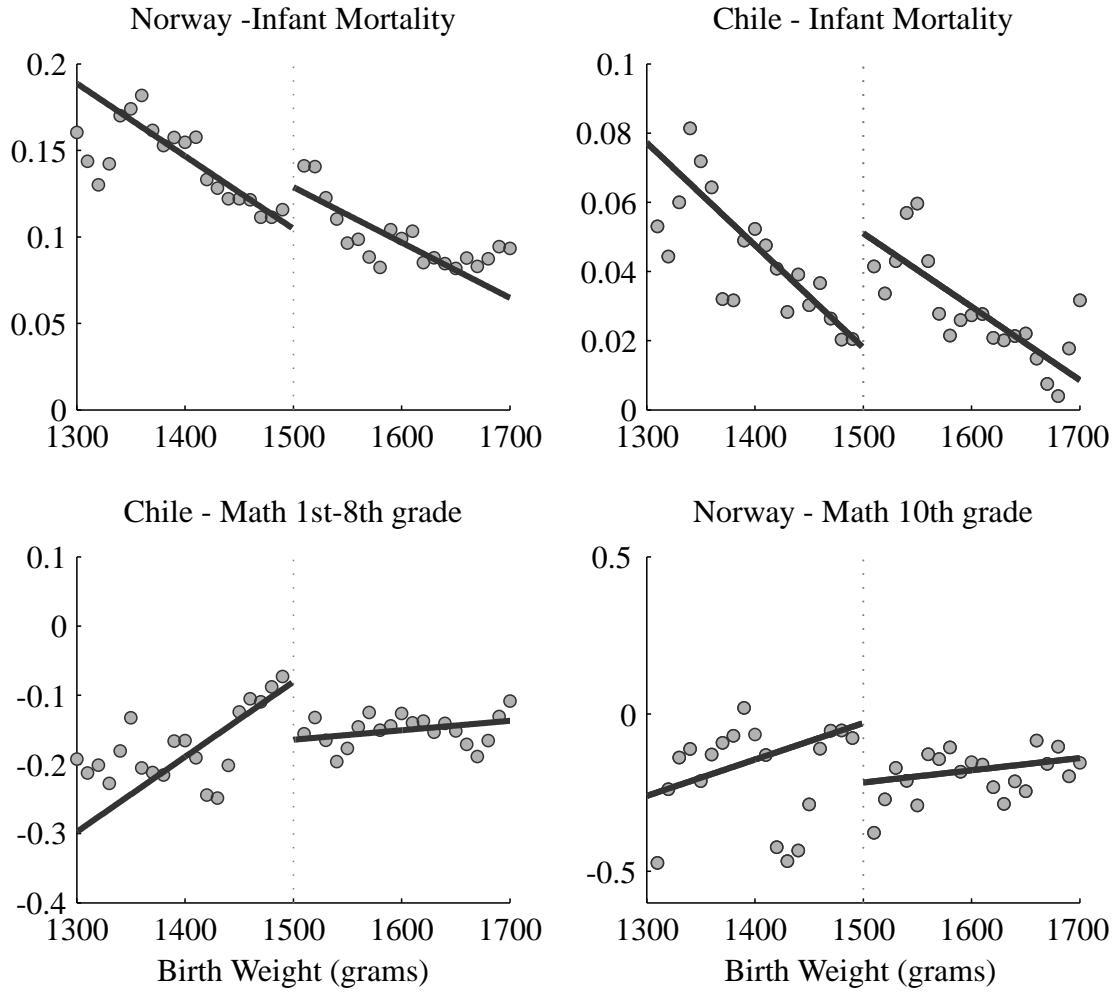 Norway -Infant Mortality
0.2
0.15
0.1
0.05
0
1300 1400 1500 1600 1700
Chile - Infant Mortality
0.1
0.08
0.06
0.04
0.02
0
1300 1400 1500 1600 1700
Chile - Math 1st-8th grade
0.1
0
-0.1
-0.2
-0.3
-0.4
1300 1400 1500 1600 1700
Birth Weight (grams)
Norway - Math 10th grade
0.5
0
-0.5
1300 1400 1500 1600 1700
Birth Weight (grams)